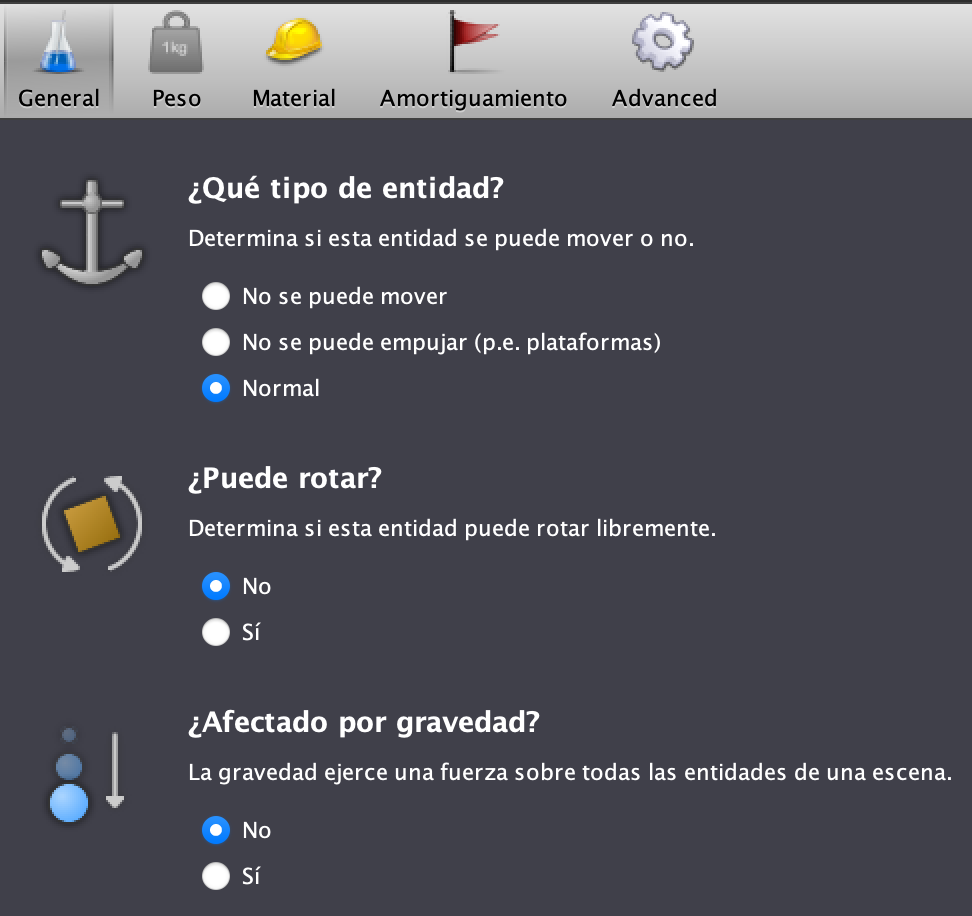 1kg
General Peso Material Amortiguamiento Advanced
¿Qué tipo de entidad?
Determina si esta entidad se puede mover o no.
No se puede mover
No se puede empujar (p.e. plataformas)
Normal
¿Puede rotar?
Determina si esta entidad puede rotar libremente.
No
Sí
¿Afectado por gravedad?
La gravedad ejerce una fuerza sobre todas las entidades de una escena.
No
Sí